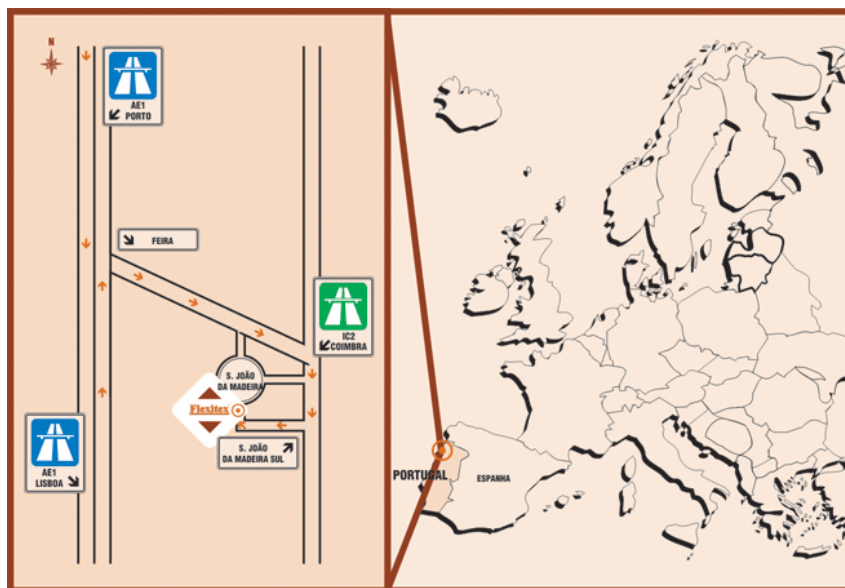 N
AE1
PORTO
FEIRA
IC2
COIMBRA
S. JOÃO
DA MADEIRA
Flexitex
S. JOÃO
DA MADEIRA SUL
AE1
LISBOA
PORTUGAL
ESPANHA